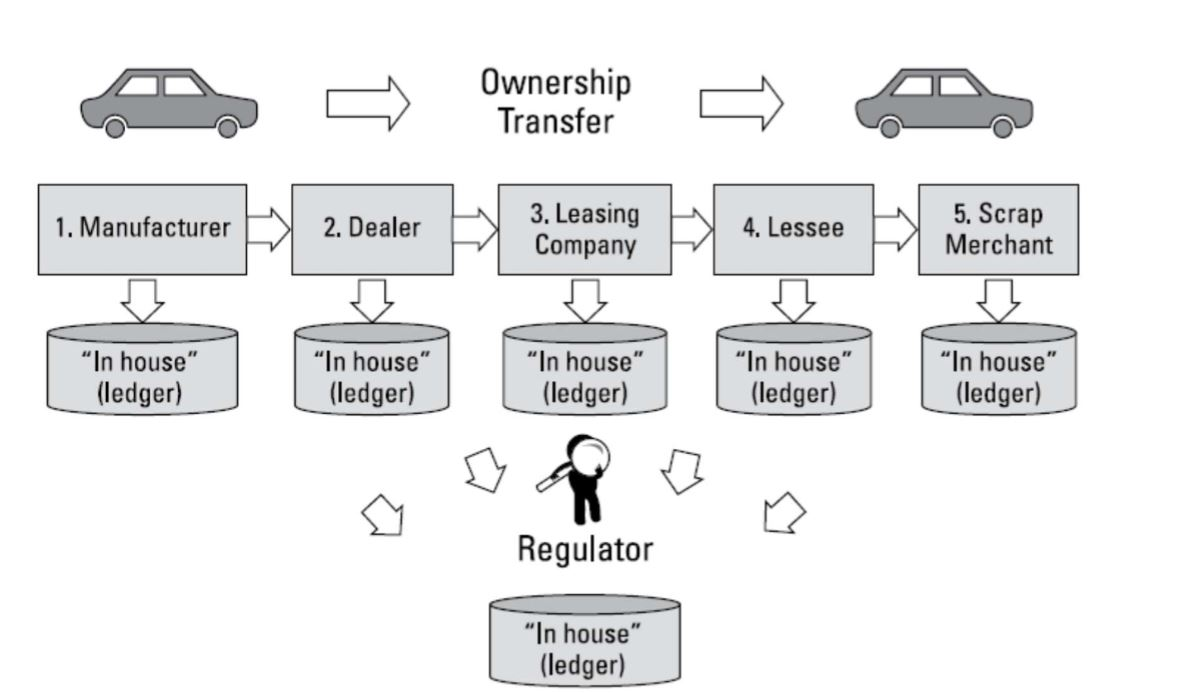 Ownership
Transfer
1. Manufacturer
2. Dealer
3. Leasing
Company
4. Lessee
5. Scrap
Merchant
“In house”
(ledger)
“In house”
(ledger)
“In house”
(ledger)
“In house”
(ledger)
“In house”
(ledger)
Regulator
“In house”
(ledger)